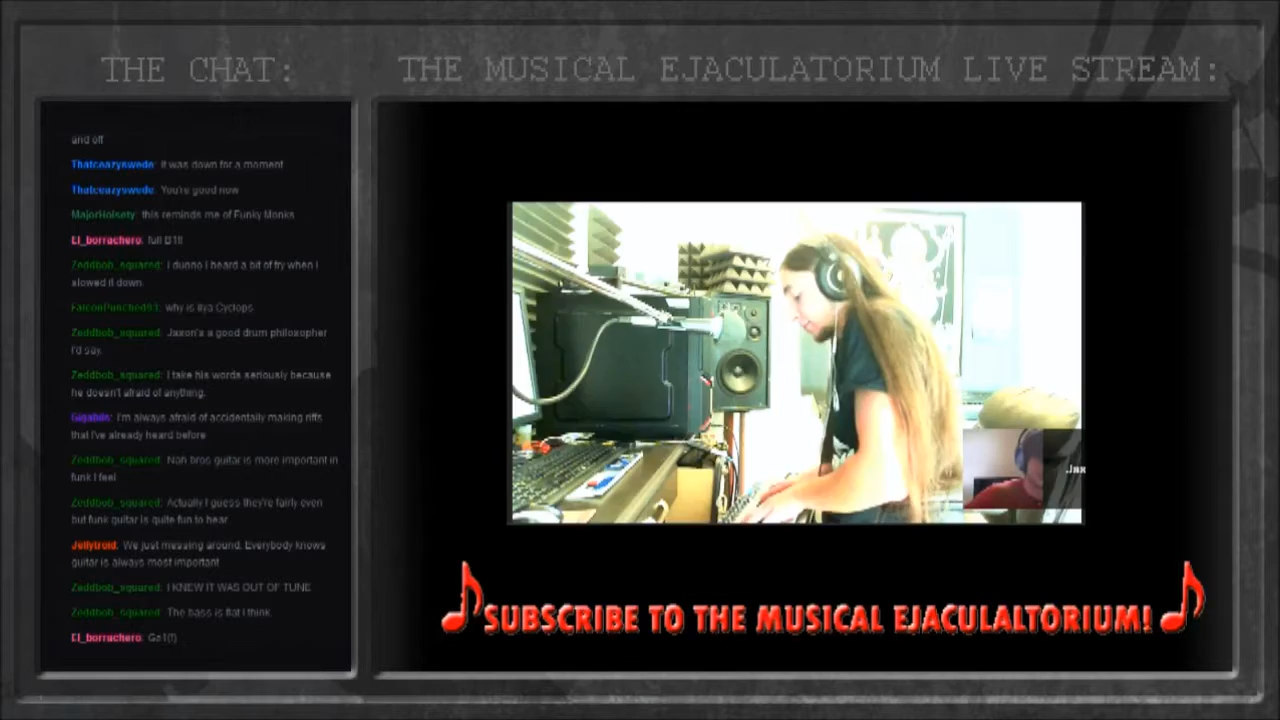 THE CHAT:
THE MUSICAL EJACULATORIUM LIVE STREAM:
and off
Thatceazyswede: It was down for a moment
Thatceazyswede: You're good now
MajorHolsety: this reminds me of Funky Monks
El_borrachero: full B1!!
Zeddbob_squared: I dunno I heard a bit of fry when I
slowed it down.
FalconPunched93: why is ilya Cyclops
Zeddbob_squared: Jaxon's a good drum philosopher
I'd say.
Zeddbob_squared: I take his words seriously because
he doesn't afraid of anything.
Gigabits: I'm always afraid of accidentally making riffs
that I've already heard before
Zeddbob_squared: Nah bros guitar is more important in
funk I feel
Zeddbob_squared: Actually I guess they're fairly even
but funk guitar is quite fun to hear
Jellytroid: We just messing around. Everybody knows
guitar is always most important
Zeddbob_squared: I KNEW IT WAS OUT OF TUNE
Zeddbob_squared: The bass is flat I think.
El_borrachero:
Jax
SUBSCRIBE TO THE MUSICAL EJACULALTORIUM!